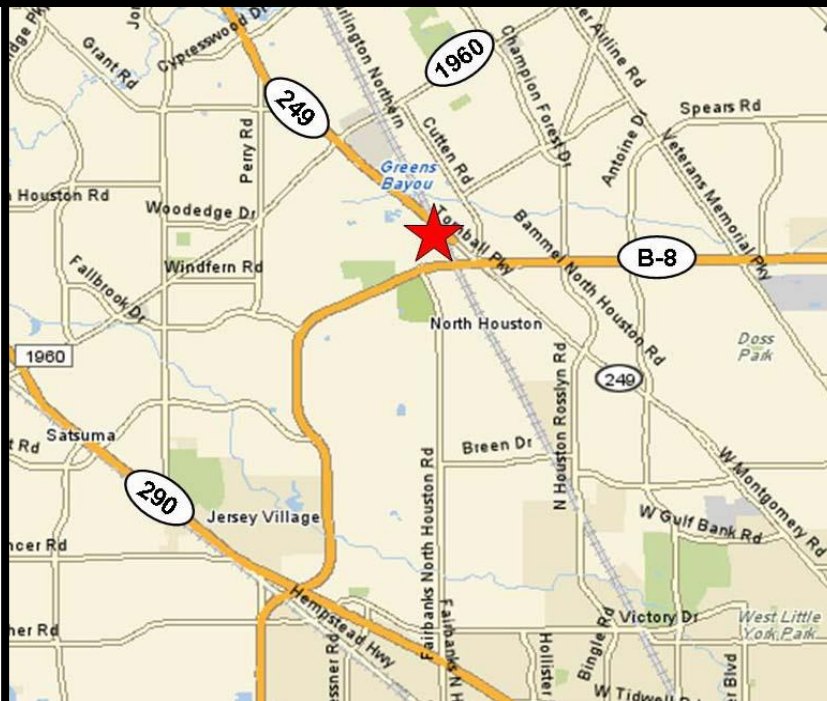 Cypresswood Dr
Grant Rd
1960
249
Perry Rd
Cutten Rd
Champion Forest Dr
Spears Rd
Antoine Dr
Veterans Memorial Pky
Greens
Bayou
Houston Rd
Woodedge Dr
Tomball Pky
Bammel North Houston Rd
B-8
Windfern Rd
Fallbrook Dr
North Houston
Doss
Park
1960
249
N Houston Rosslyn Rd
Satsuma
Breen Dr
W Montgomery Rd
290
Jersey Village
Fairbanks North Houston Rd
W Gulf Bank Rd
Hempstead Hwy
Fairbanks N H
Victory Dr
West Little
York Park
Bingle Rd
Hollister
W Tidwell